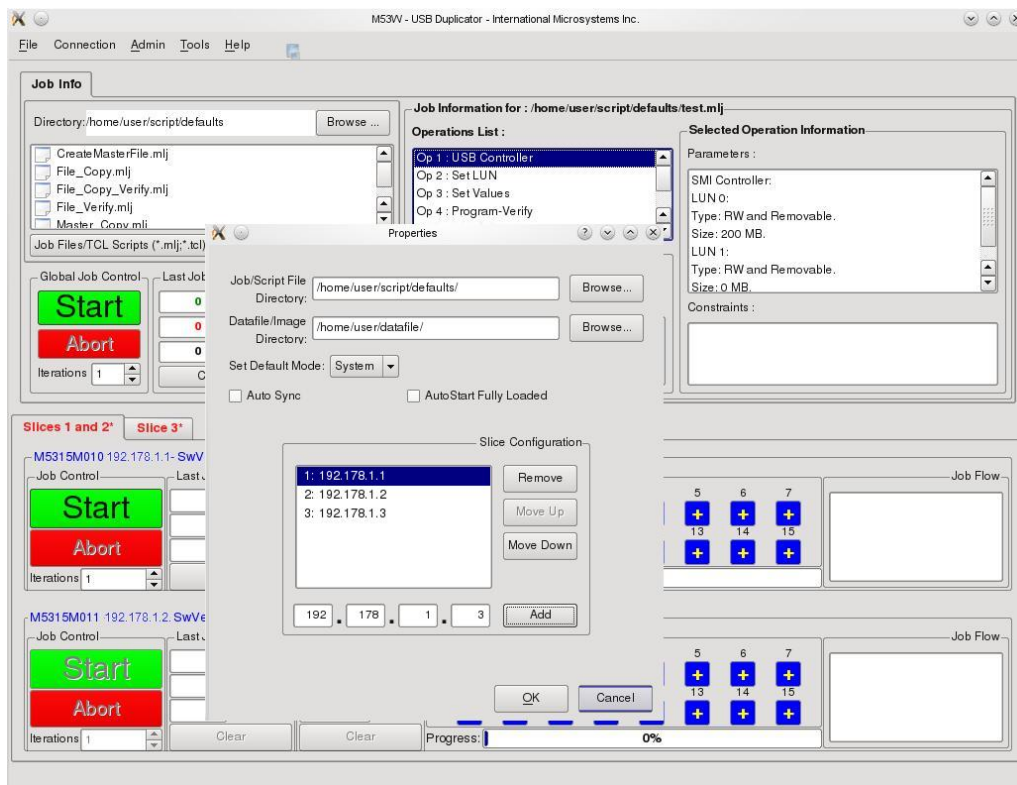 M53W - USB Duplicator - International Microsystems Inc.
File Connection Admin Tools Help
Job Info
Directory: /home/user/script/defaults
Browse ...
CreateMasterFile.mlj
File_Copy.mlj
File_Copy_Verify.mlj
File_Verify.mlj
Master_Copy.mlj
Job Files/TCL Scripts (*.mlj;*.tcl)
Job Information for : /home/user/script/defaults/test.mlj
Operations List :
Op 1 : USB Controller
Op 2 : Set LUN
Op 3 : Set Values
Op 4 : Program-Verify
Selected Operation Information
Parameters :
SMI Controller:
LUN 0:
Type: RW and Removable.
Size: 200 MB.
LUN 1:
Type: RW and Removable.
Size: 0 MB.
Constraints :
Global Job Control
Start
Abort
Iterations 1
Last Job
0
0
0
C
Properties
Job/Script File Directory: /home/user/script/defaults/
Browse...
Datafile/Image Directory: /home/user/datafile/
Browse...
Set Default Mode: System
Auto Sync
AutoStart Fully Loaded
Slice Configuration
1: 192.178.1.1
2: 192.178.1.2
3: 192.178.1.3
Remove
Move Up
Move Down
192 . 178 . 1 . 3
Add
OK
Cancel
Slices 1 and 2*
Slice 3*
M5315M010 192.178.1.1- SwV
Job Control
Start
Abort
Iterations 1
Last J
5 6 7
+ + +
13 14 15
+ + +
Job Flow
M5315M011 192.178.1.2. SwVe
Job Control
Start
Abort
Iterations 1
Last J
Clear
Clear
5 6 7
+ + +
13 14 15
+ + +
Progress:
0%
Job Flow